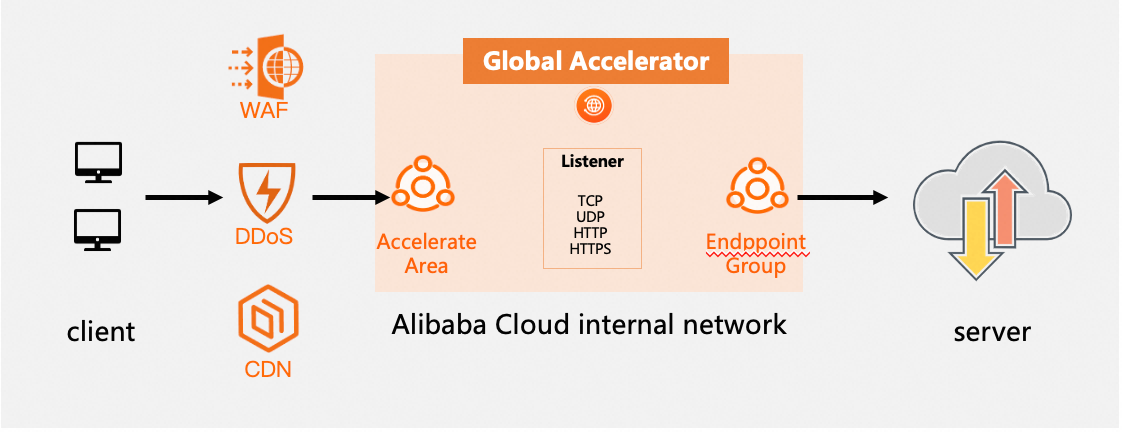 Global Accelerator
WAF
Listener
TCP
UDP
HTTP
HTTPS
DDoS
Accelerate
Area
Endppoint
Group
client
Alibaba Cloud internal network
server
CDN